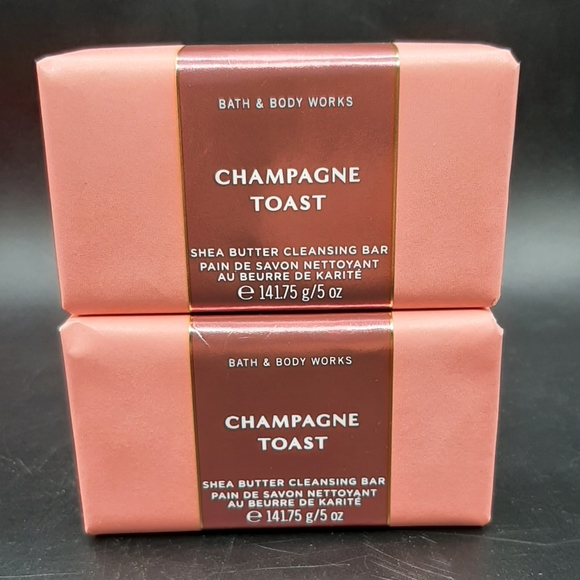 BATH & BODY WORKS
CHAMPAGNE
TOAST
SHEA BUTTER CLEANSING BAR
PAIN DE SAVON NETTOYANT
AU BEURRE DE KARITÉ
℮ 141.75 g/5 oz
BATH & BODY WORKS
CHAMPAGNE
TOAST
SHEA BUTTER CLEANSING BAR
PAIN DE SAVON NETTOYANT
AU BEURRE DE KARITÉ
℮ 141.75 g/5 oz